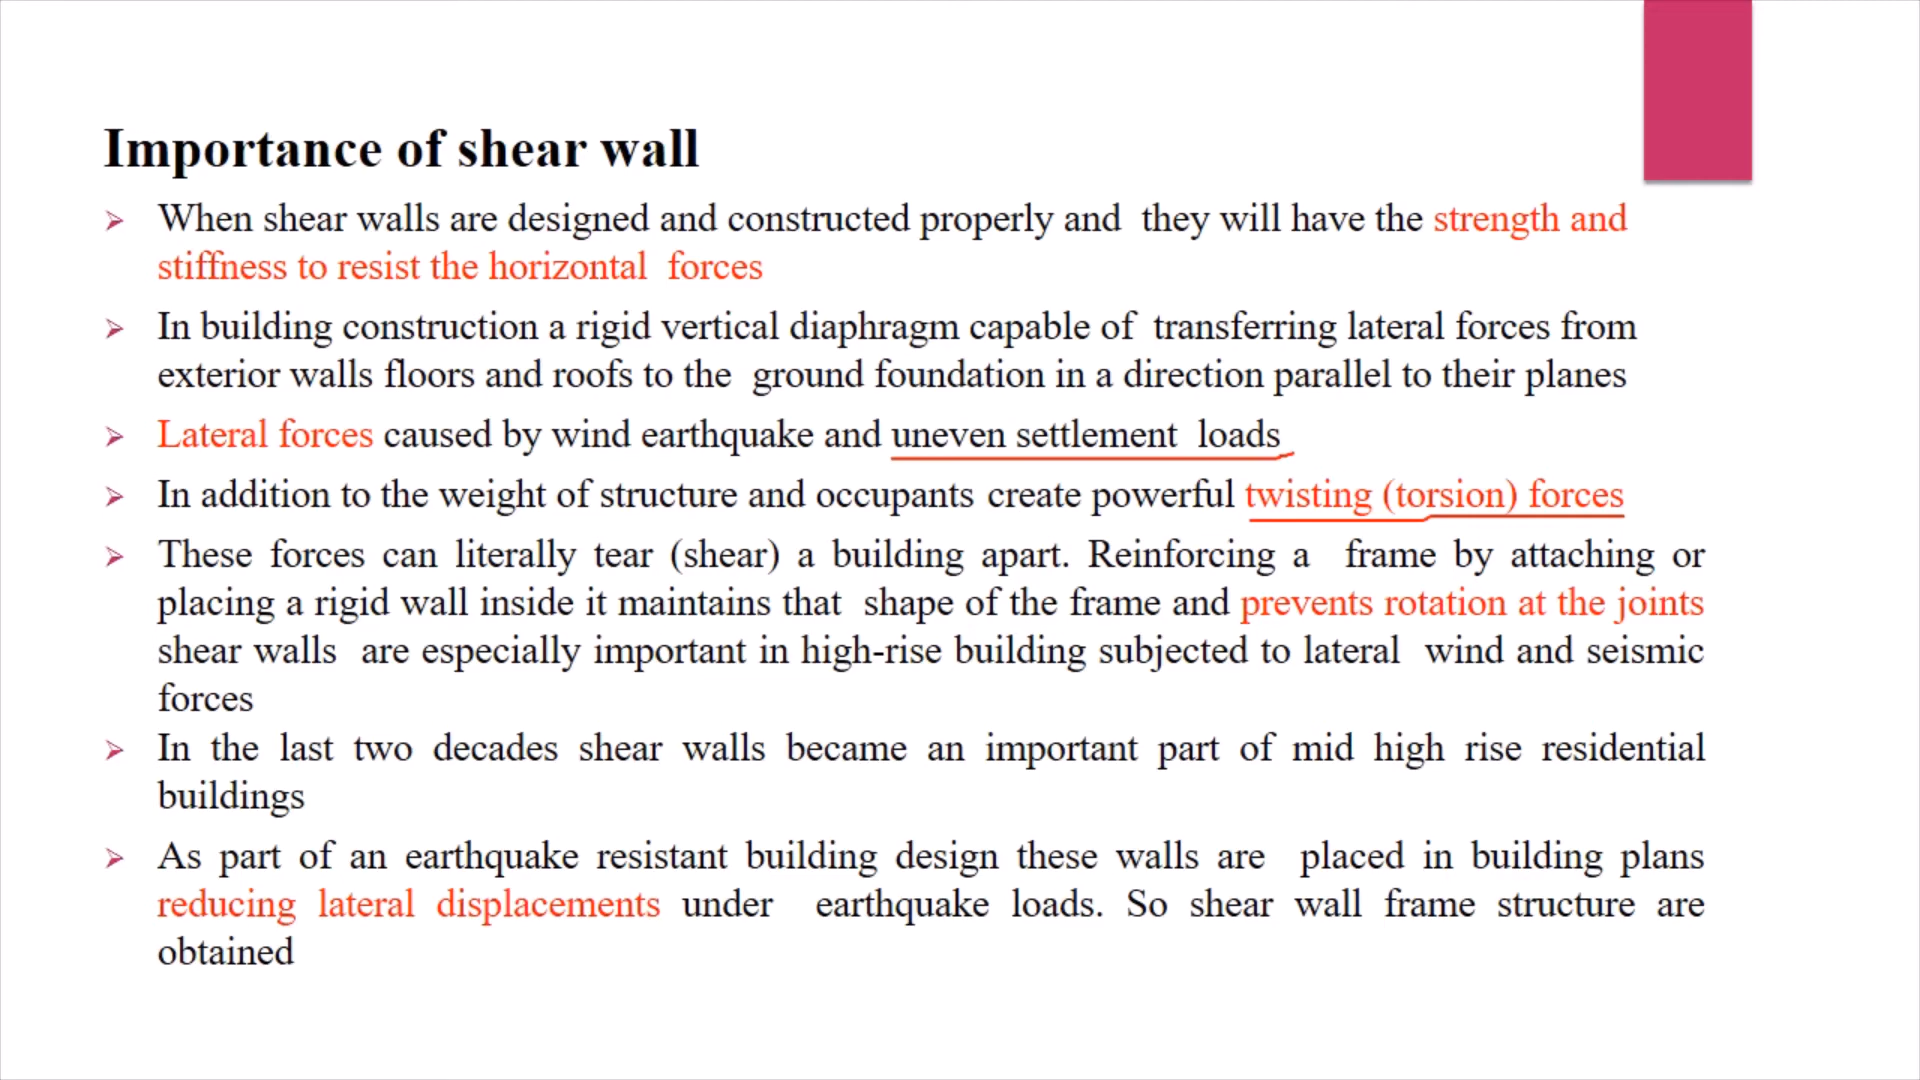 Importance of shear wall
When shear walls are designed and constructed properly and they will have the strength and
stiffness to resist the horizontal forces
In building construction a rigid vertical diaphragm capable of transferring lateral forces from
exterior walls floors and roofs to the ground foundation in a direction parallel to their planes
Lateral forces caused by wind earthquake and uneven settlement loads
In addition to the weight of structure and occupants create powerful twisting (torsion) forces
These forces can literally tear (shear) a building apart. Reinforcing a frame by attaching or
placing a rigid wall inside it maintains that shape of the frame and prevents rotation at the joints
shear walls are especially important in high-rise building subjected to lateral wind and seismic
forces
In the last two decades shear walls became an important part of mid high rise residential
buildings
As part of an earthquake resistant building design these walls are placed in building plans
reducing lateral displacements under earthquake loads. So shear wall frame structure are
obtained